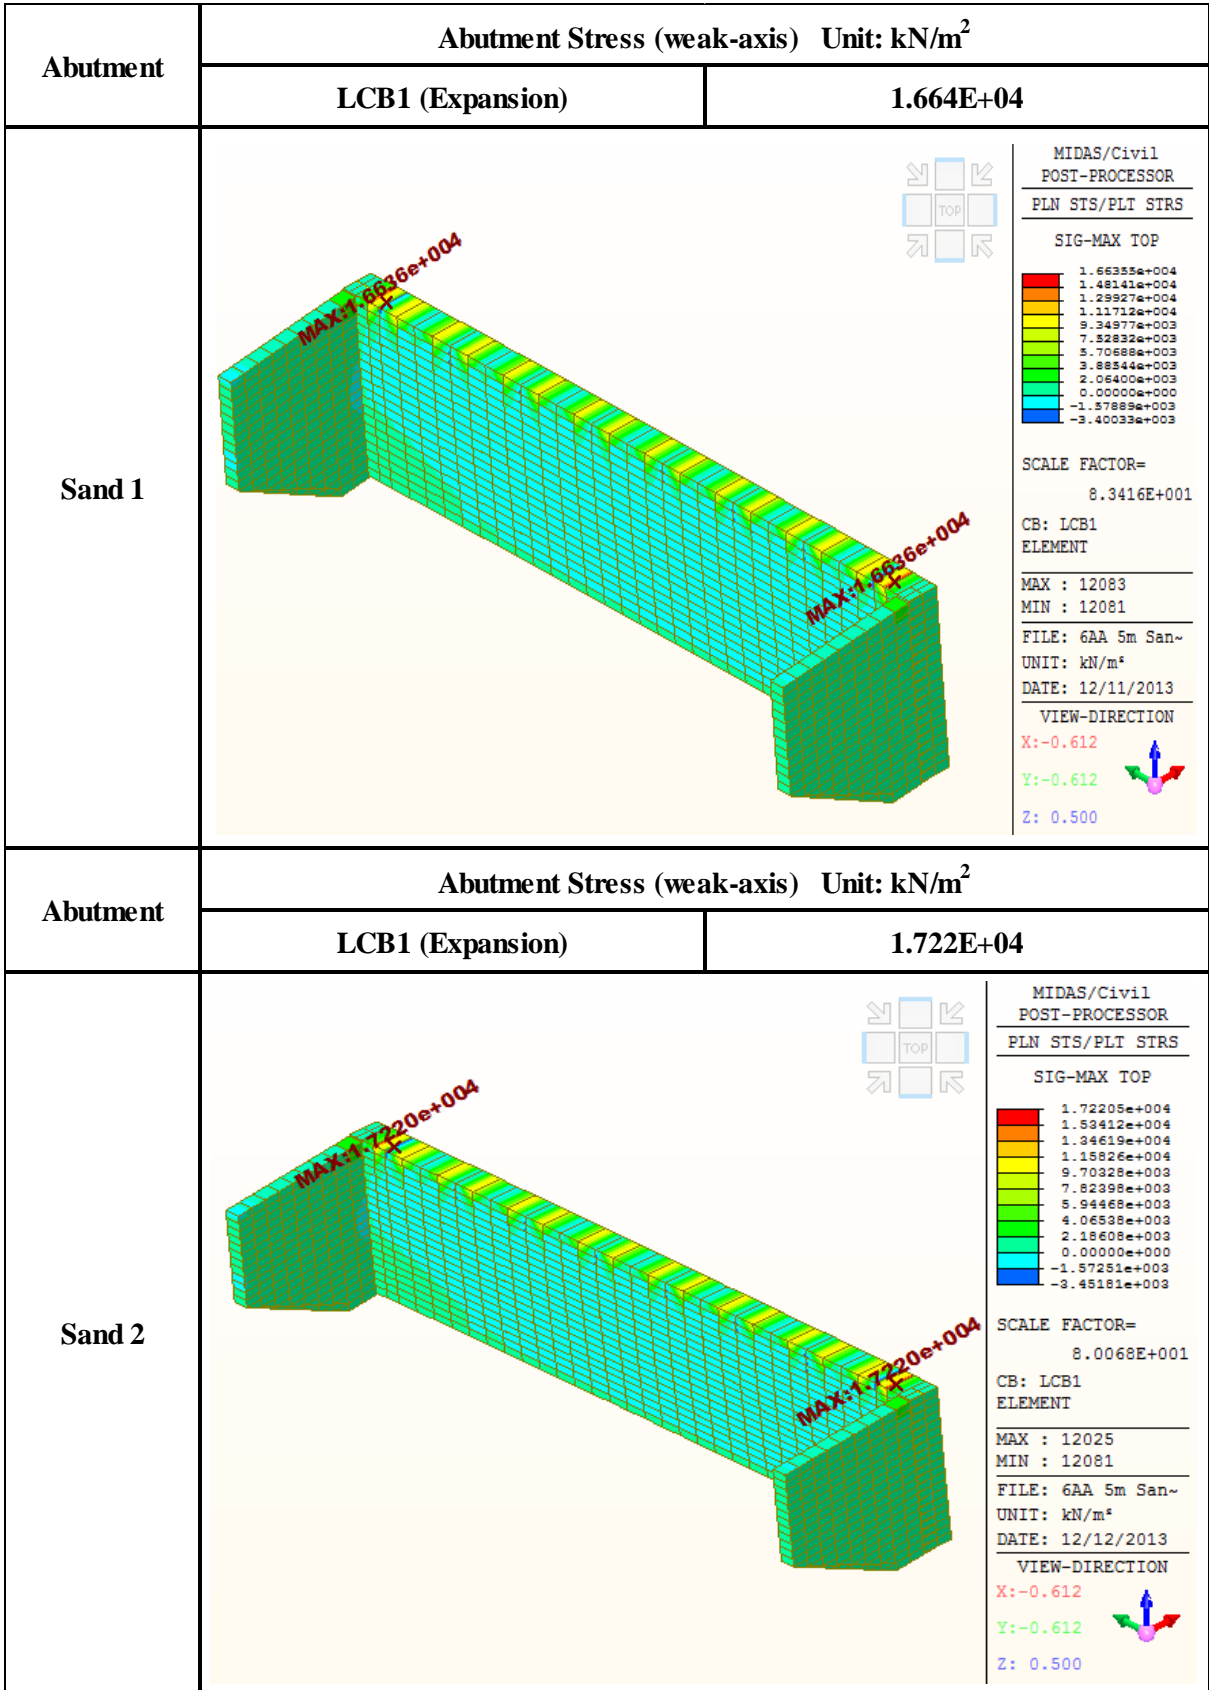 Abutment
Abutment Stress (weak-axis) Unit: kN/m²
LCB1 (Expansion)
1.664E+04
Sand 1
MAX:1.6636e+004
MAX:1.6636e+004
TOP
MIDAS/Civil
POST-PROCESSOR
PLN STS/PLT STRS
SIG-MAX TOP
1.66355e+004
1.48141e+004
1.29927e+004
1.11712e+004
9.34977e+003
7.52832e+003
5.70688e+003
3.88544e+003
2.06400e+003
0.00000e+000
-1.57889e+003
-3.40033e+003
SCALE FACTOR=
8.3416E+001
CB: LCB1
ELEMENT
MAX : 12083
MIN : 12081
FILE: 6AA 5m San~
UNIT: kN/m²
DATE: 12/11/2013
VIEW-DIRECTION
X:-0.612
Y:-0.612
Z: 0.500
Abutment
Abutment Stress (weak-axis) Unit: kN/m²
LCB1 (Expansion)
1.722E+04
Sand 2
MAX:1.7220e+004
MAX:1.7220e+004
TOP
MIDAS/Civil
POST-PROCESSOR
PLN STS/PLT STRS
SIG-MAX TOP
1.72205e+004
1.53412e+004
1.34619e+004
1.15826e+004
9.70328e+003
7.82398e+003
5.94468e+003
4.06538e+003
2.18608e+003
0.00000e+000
-1.57251e+003
-3.45181e+003
SCALE FACTOR=
8.0068E+001
CB: LCB1
ELEMENT
MAX : 12025
MIN : 12081
FILE: 6AA 5m San~
UNIT: kN/m²
DATE: 12/12/2013
VIEW-DIRECTION
X:-0.612
Y:-0.612
Z: 0.500